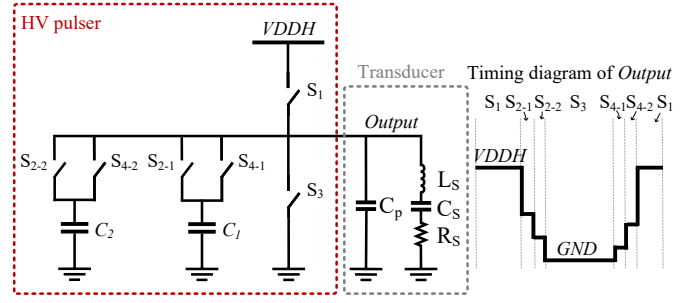 HV pulser
VDDH
S1
Transducer
Output
S2-2
S4-2
S2-1
S4-1
S3
C2
C1
Cp
LS
CS
RS
Timing diagram of Output
S1 S2-1 S2-2 S3 S4-1 S4-2 S1
VDDH
GND